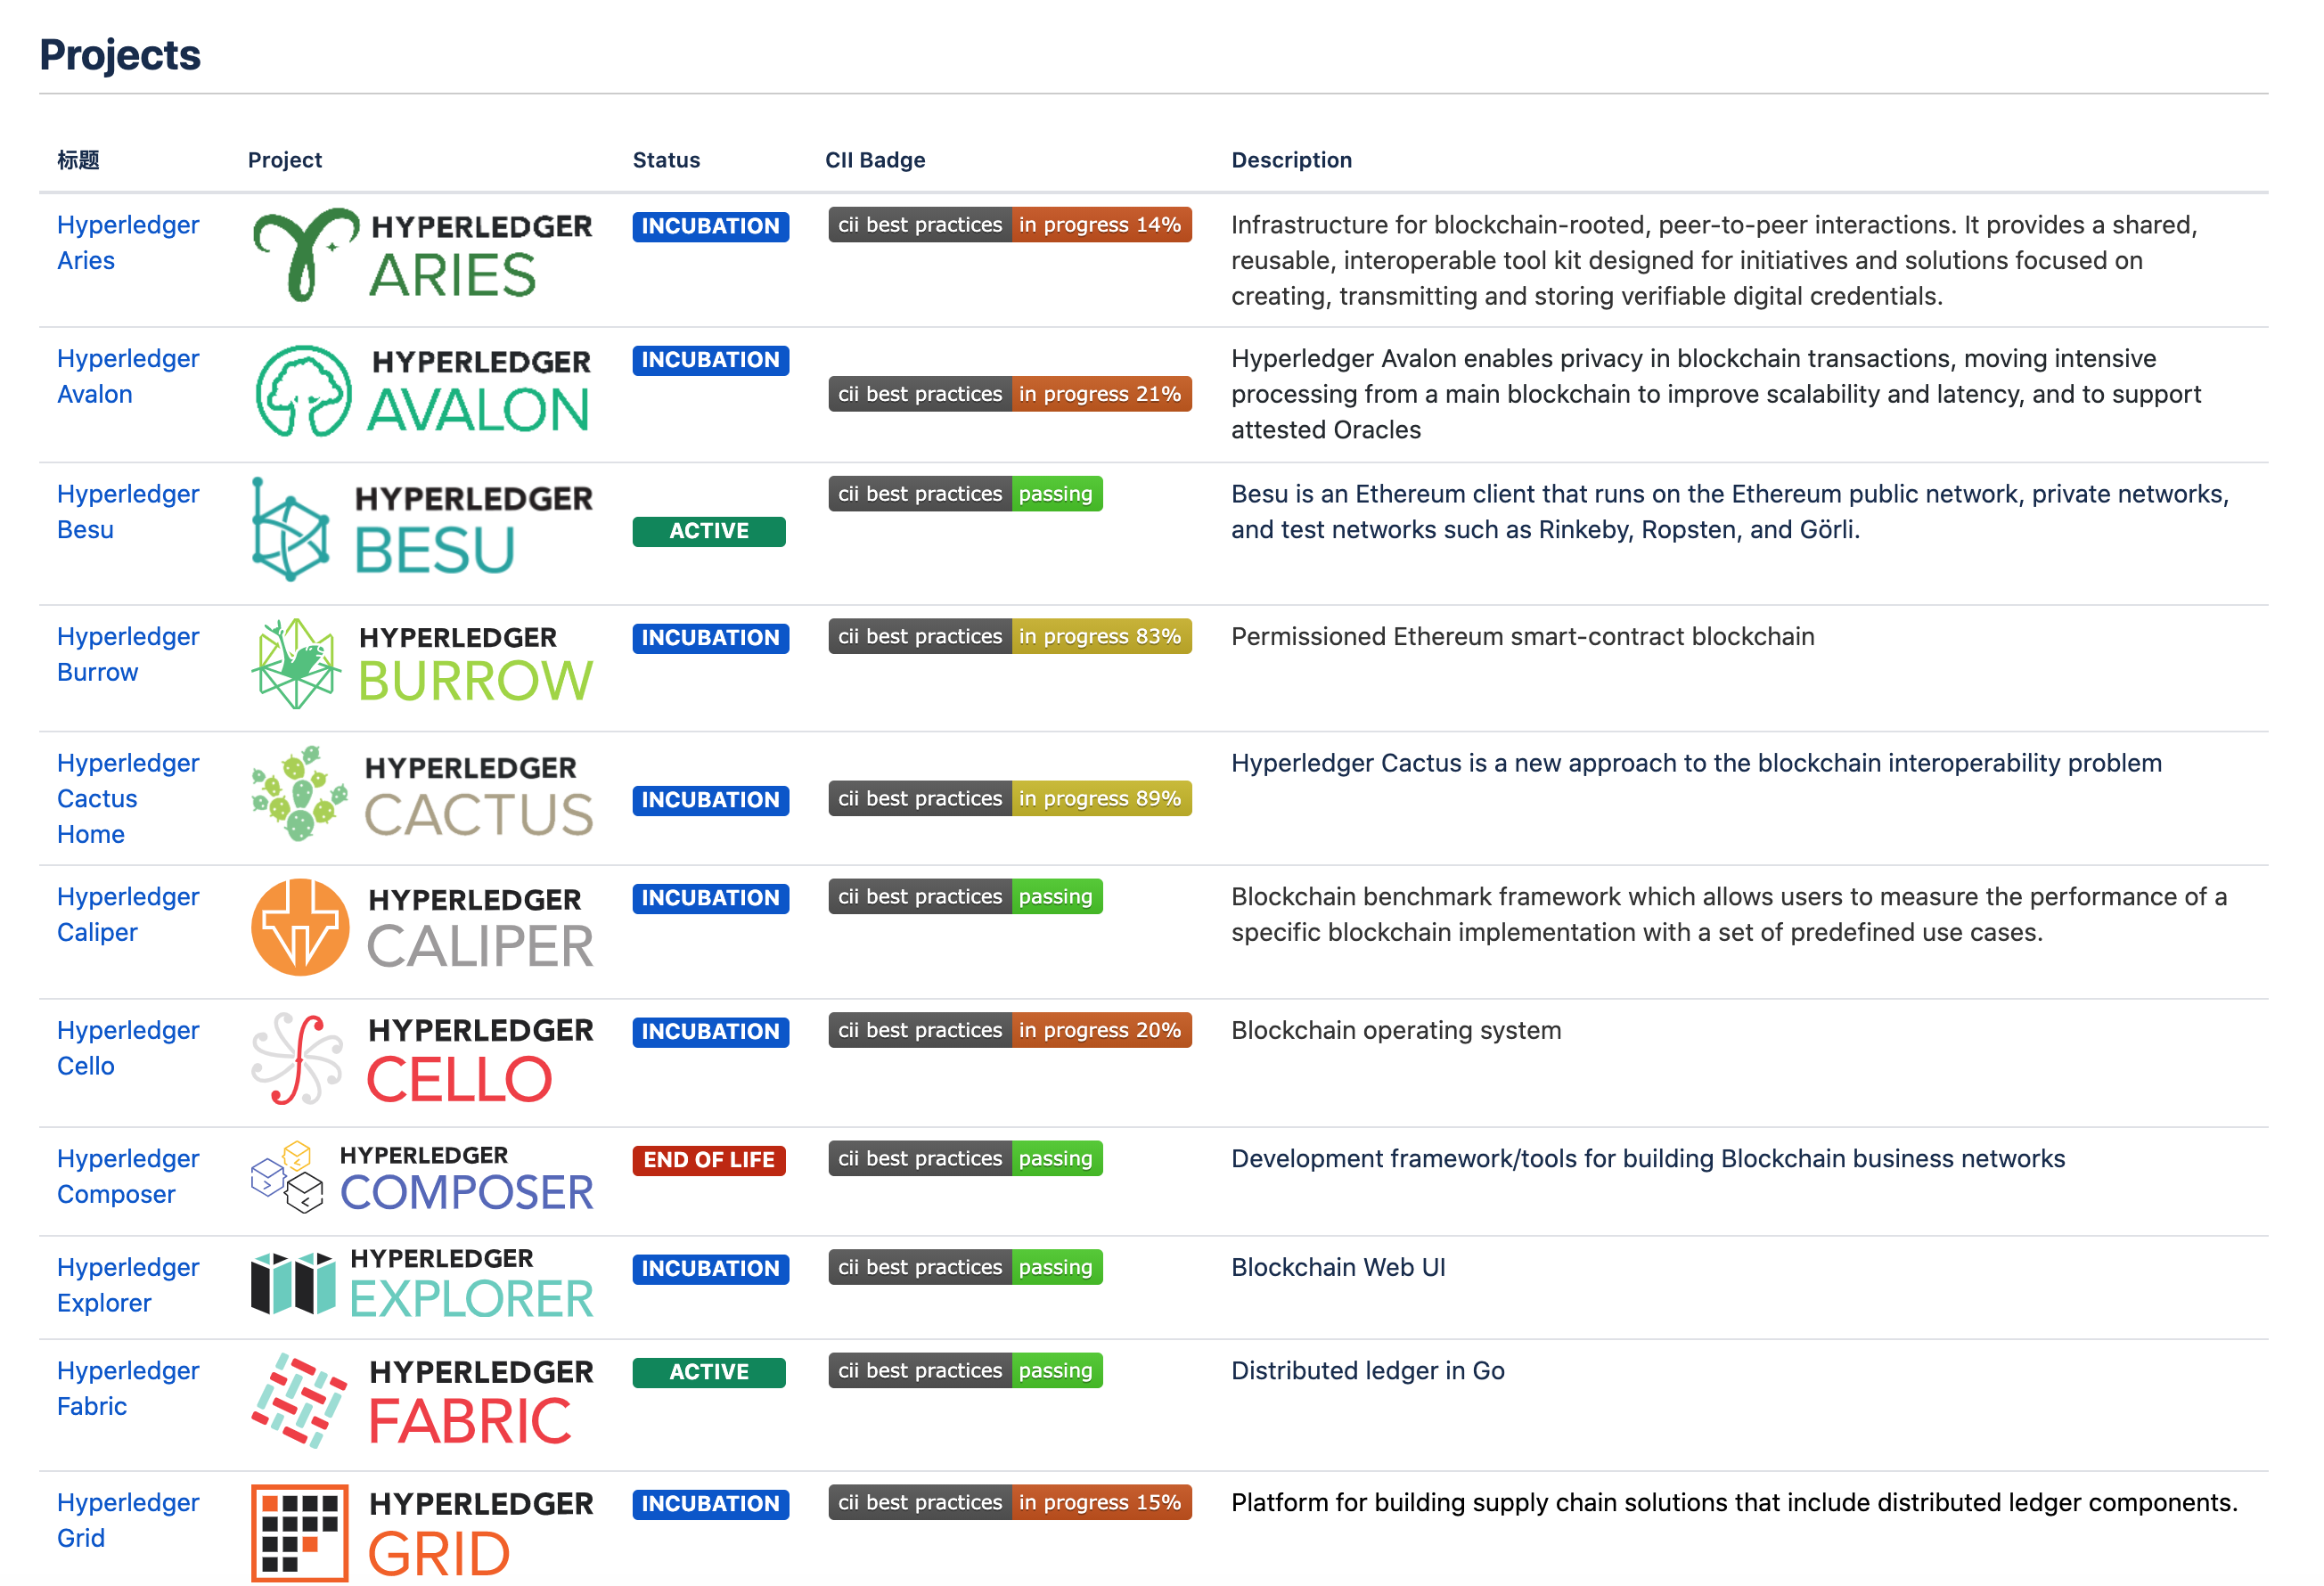 Projects
标题 Project Status CII Badge Description
Hyperledger Aries HYPERLEDGER ARIES INCUBATION cii best practices in progress 14% Infrastructure for blockchain-rooted, peer-to-peer interactions. It provides a shared,
reusable, interoperable tool kit designed for initiatives and solutions focused on
creating, transmitting and storing verifiable digital credentials.
Hyperledger Avalon HYPERLEDGER AVALON INCUBATION cii best practices in progress 21% Hyperledger Avalon enables privacy in blockchain transactions, moving intensive
processing from a main blockchain to improve scalability and latency, and to support
attested Oracles
Hyperledger Besu HYPERLEDGER BESU ACTIVE cii best practices passing Besu is an Ethereum client that runs on the Ethereum public network, private networks,
and test networks such as Rinkeby, Ropsten, and Görli.
Hyperledger Burrow HYPERLEDGER BURROW INCUBATION cii best practices in progress 83% Permissioned Ethereum smart-contract blockchain
Hyperledger Cactus Home HYPERLEDGER CACTUS INCUBATION cii best practices in progress 89% Hyperledger Cactus is a new approach to the blockchain interoperability problem
Hyperledger Caliper HYPERLEDGER CALIPER INCUBATION cii best practices passing Blockchain benchmark framework which allows users to measure the performance of a
specific blockchain implementation with a set of predefined use cases.
Hyperledger Cello HYPERLEDGER CELLO INCUBATION cii best practices in progress 20% Blockchain operating system
Hyperledger Composer HYPERLEDGER COMPOSER END OF LIFE cii best practices passing Development framework/tools for building Blockchain business networks
Hyperledger Explorer HYPERLEDGER EXPLORER INCUBATION cii best practices passing Blockchain Web UI
Hyperledger Fabric HYPERLEDGER FABRIC ACTIVE cii best practices passing Distributed ledger in Go
Hyperledger Grid HYPERLEDGER GRID INCUBATION cii best practices in progress 15% Platform for building supply chain solutions that include distributed ledger components.